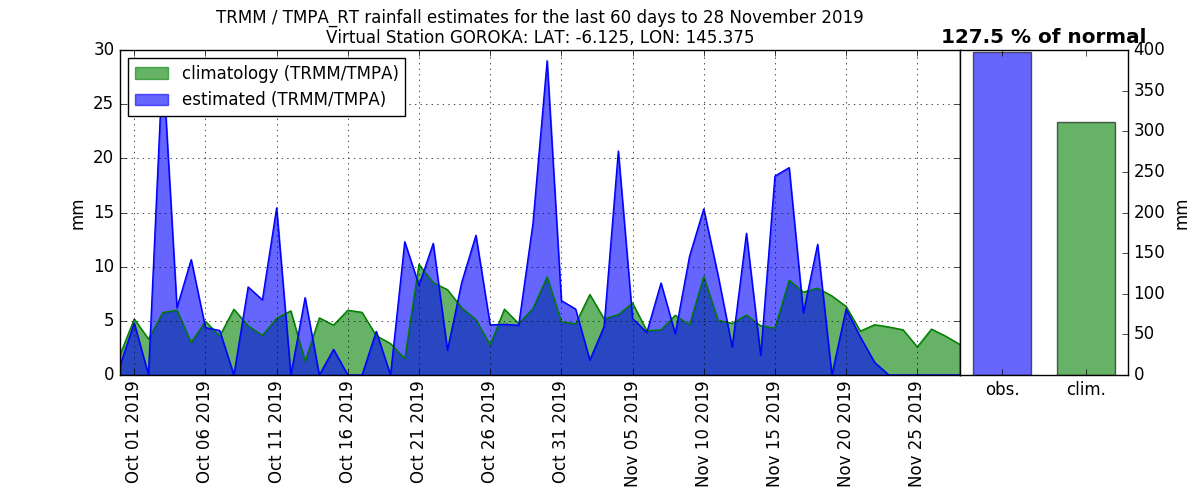 TRMM / TMPA_RT rainfall estimates for the last 60 days to 28 November 2019
Virtual Station GOROKA: LAT: -6.125, LON: 145.375
127.5 % of normal
climatology (TRMM/TMPA)
estimated (TRMM/TMPA)
mm
30
25
20
15
10
5
0
Oct 01 2019
Oct 06 2019
Oct 11 2019
Oct 16 2019
Oct 21 2019
Oct 26 2019
Oct 31 2019
Nov 05 2019
Nov 10 2019
Nov 15 2019
Nov 20 2019
Nov 25 2019
obs.
clim.
400
350
300
250
200
150
100
50
0
mm